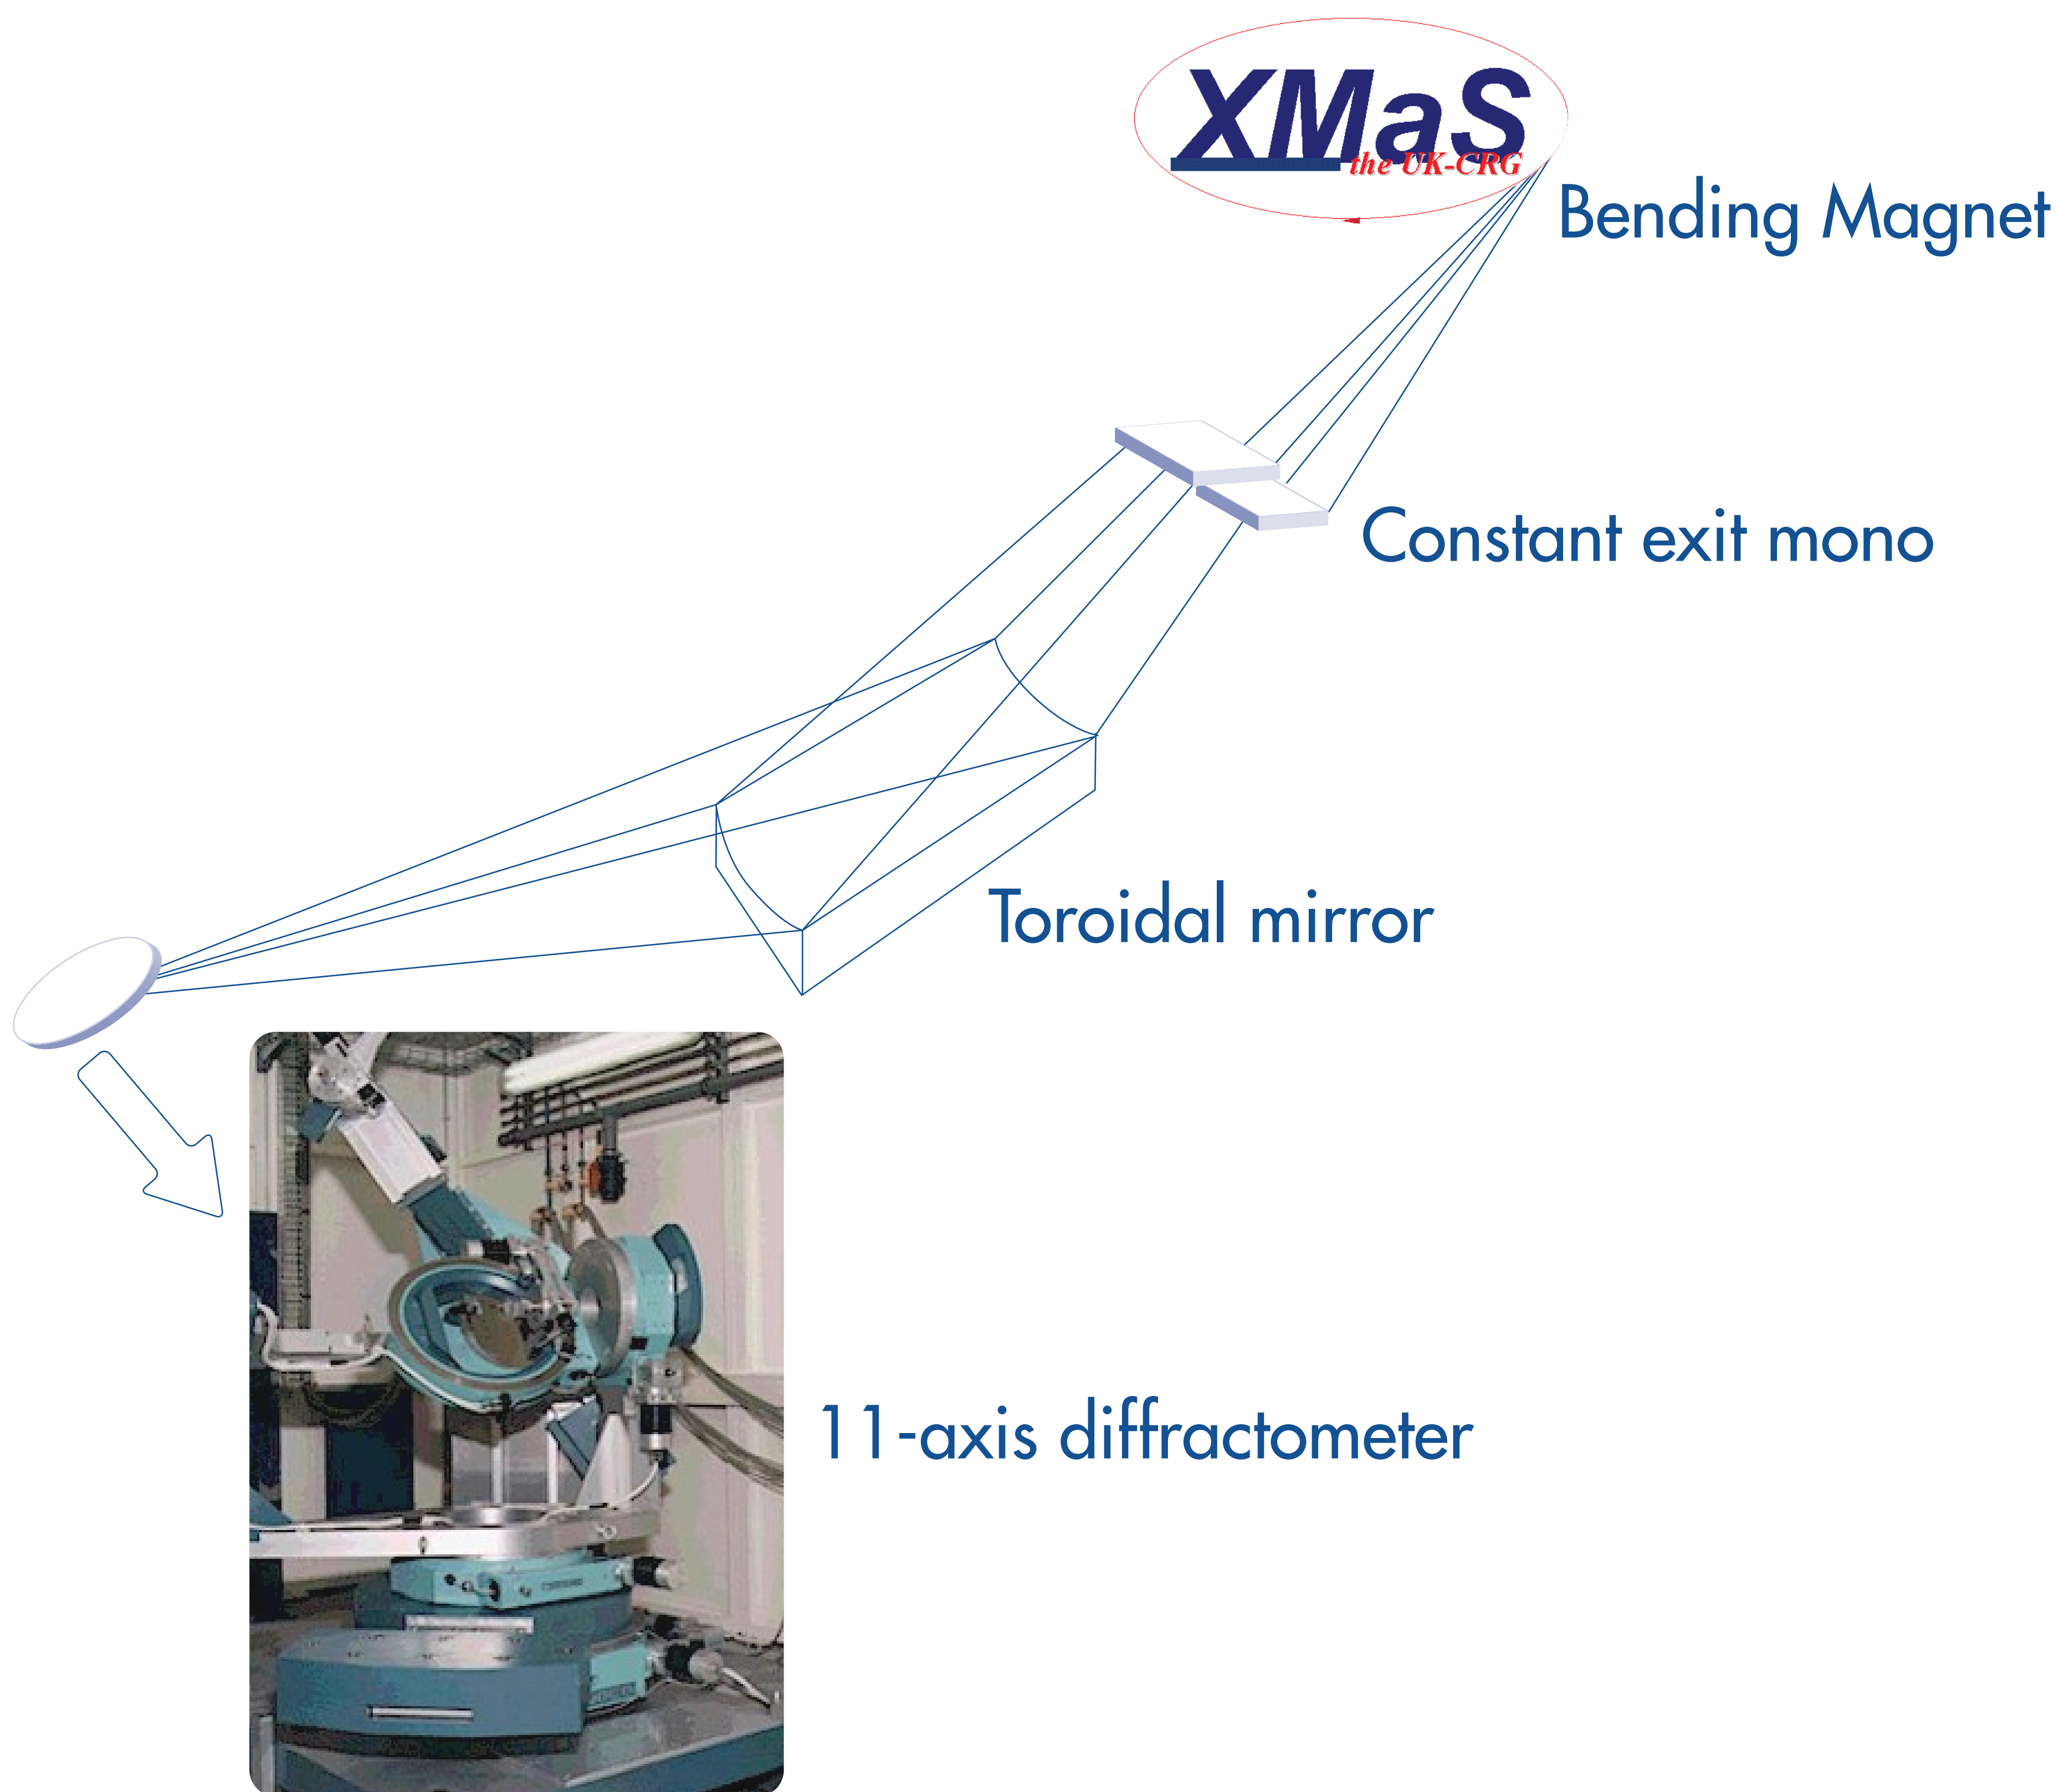 XMaS
the UK-CRG
Bending Magnet
Constant exit mono
Toroidal mirror
11-axis diffractometer